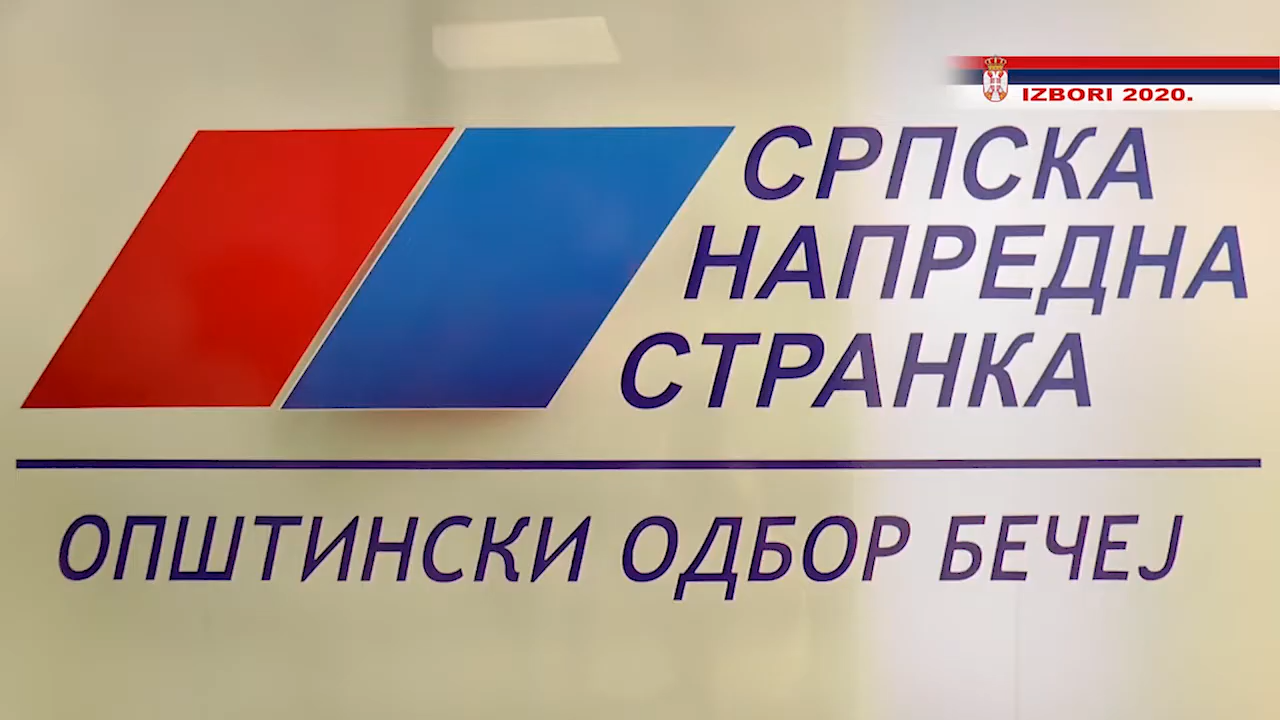 IZBORI 2020.
СРПСКА
НАПРЕДНА
СТРАНКА
ОПШТИНСКИ ОДБОР БЕЧЕЈ